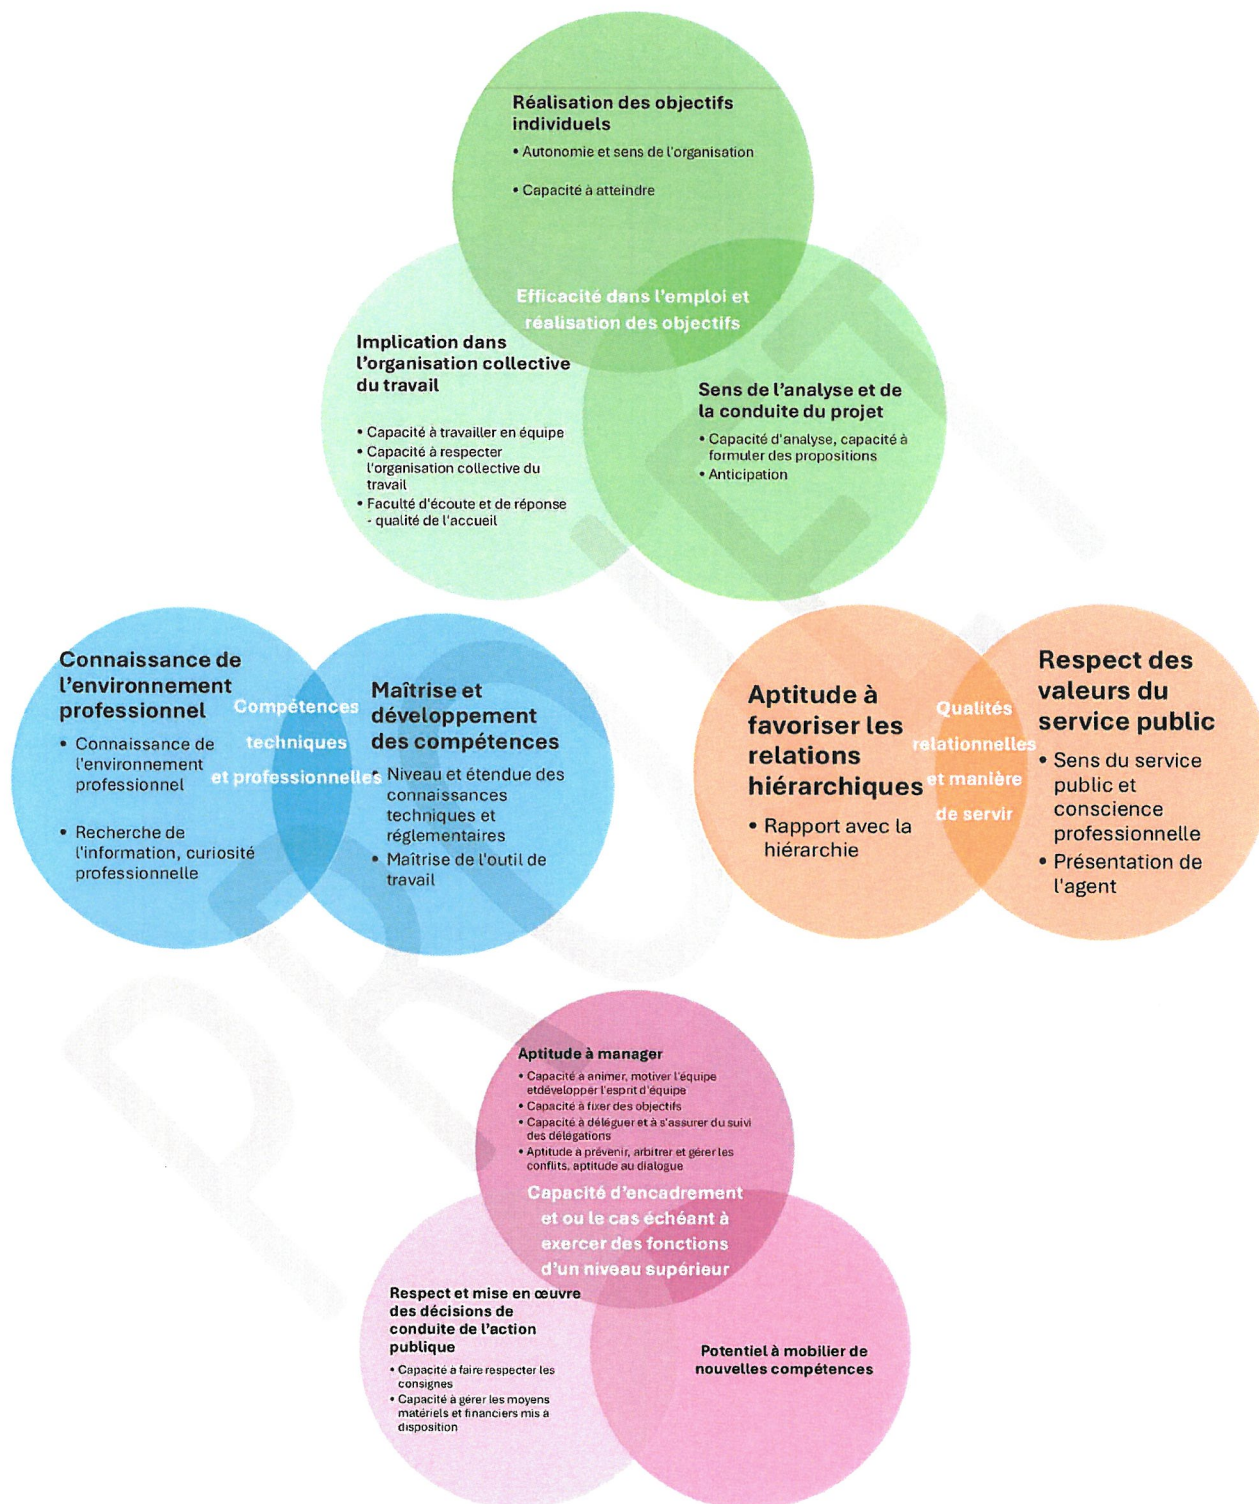 Réalisation des objectifs
individuels
• Autonomie et sens de l'organisation
• Capacité à atteindre
Efficacité dans l'emploi et
réalisation des objectifs
Implication dans
l'organisation collective
du travail
• Capacité à travailler en équipe
• Capacité à respecter
l'organisation collective du
travail
• Faculté d'écoute et de réponse
- qualité de l'accueil
Sens de l'analyse et de
la conduite du projet
• Capacité d'analyse, capacité à
formuler des propositions
• Anticipation
Connaissance de
l'environnement
professionnel
• Connaissance de
l'environnement
professionnel
• Recherche de
l'information, curiosité
professionnelle
Compétences
techniques
et professionnelles
Maîtrise et
développement
des compétences
• Niveau et étendue des
connaissances
techniques et
réglementaires
• Maîtrise de l'outil de
travail
Aptitude à
favoriser les
relations
hiérarchiques
• Rapport avec la
hiérarchie
Qualités
relationnelles
et manière
de servir
Respect des
valeurs du
service public
• Sens du service
public et
conscience
professionnelle
• Présentation de
l'agent
Aptitude à manager
• Capacité à animer, motiver l'équipe
etdévelopper l'esprit d'équipe
• Capacité à fixer des objectifs
• Capacité à déléguer et à s'assurer du suivi
des délégations
• Aptitude à prévenir, arbitrer et gérer les
conflits, aptitude au dialogue
Capacité d'encadrement
et ou le cas échéant à
exercer des fonctions
d'un niveau supérieur
Respect et mise en œuvre
des décisions de
conduite de l'action
publique
• Capacité à faire respecter les
consignes
• Capacité à gérer les moyens
matériels et financiers mis à
disposition
Potentiel à mobilier de
nouvelles compétences
PROJET